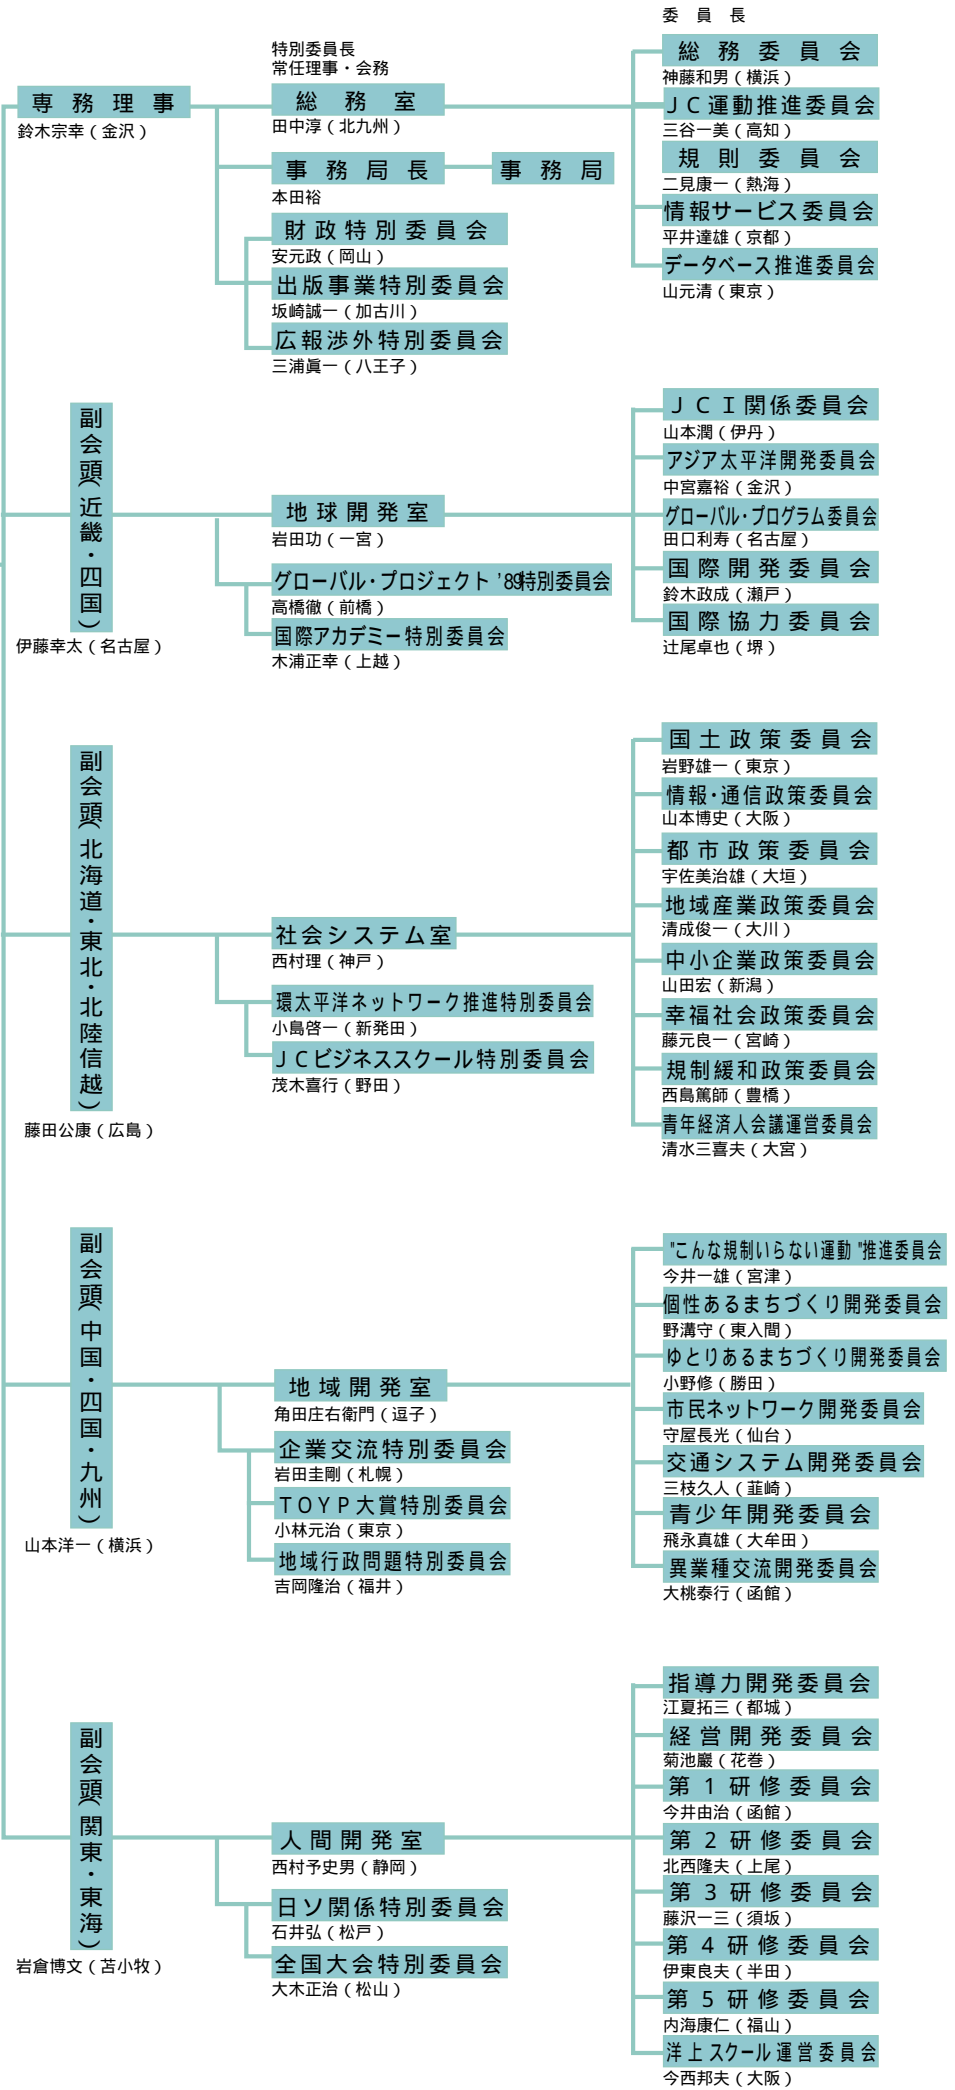 委員長
特別委員長
常任理事・会務
専務理事
鈴木宗幸（金沢）
総務室
田中淳（北九州）
事務局長
本田裕
事務局
財政特別委員会
安元政（岡山）
出版事業特別委員会
坂崎誠一（加古川）
広報渉外特別委員会
三浦眞一（八王子）
総務委員会
神藤和男（横浜）
ＪＣ運動推進委員会
三谷一美（高知）
規則委員会
二見康一（熱海）
情報サービス委員会
平井達雄（京都）
データベース推進委員会
山元清（東京）
副会頭（近畿・四国）
伊藤幸太（名古屋）
地球開発室
岩田功（一宮）
グローバル・プロジェクト’89特別委員会
高橋徹（前橋）
国際アカデミー特別委員会
木浦正幸（上越）
ＪＣＩ関係委員会
山本潤（伊丹）
アジア太平洋開発委員会
中宮嘉裕（金沢）
グローバル・プログラム委員会
田口利寿（名古屋）
国際開発委員会
鈴木政成（瀬戸）
国際協力委員会
辻尾卓也（堺）
副会頭（北海道・東北・北陸信越）
藤田公康（広島）
社会システム室
西村理（神戸）
環太平洋ネットワーク推進特別委員会
小島啓一（新発田）
ＪＣビジネススクール特別委員会
茂木喜行（野田）
国土政策委員会
岩野雄一（東京）
情報・通信政策委員会
山本博史（大阪）
都市政策委員会
宇佐美治雄（大垣）
地域産業政策委員会
清成俊一（大川）
中小企業政策委員会
山田宏（新潟）
幸福社会政策委員会
藤元良一（宮崎）
規制緩和政策委員会
西島篤師（豊橋）
青年経済人会議運営委員会
清水三喜夫（大宮）
副会頭（中国・四国・九州）
山本洋一（横浜）
地域開発室
角田庄右衛門（逗子）
企業交流特別委員会
岩田圭剛（札幌）
ＴＯＹＰ大賞特別委員会
小林元治（東京）
地域行政問題特別委員会
吉岡隆治（福井）
"こんな規制いらない運動"推進委員会
今井一雄（宮津）
個性あるまちづくり開発委員会
野溝守（東入間）
ゆとりあるまちづくり開発委員会
小野修（勝田）
市民ネットワーク開発委員会
守屋長光（仙台）
交通システム開発委員会
三枝久人（韮崎）
青少年開発委員会
飛永真雄（大牟田）
異業種交流開発委員会
大桃泰行（函館）
副会頭（関東・東海）
岩倉博文（苫小牧）
人間開発室
西村予史男（静岡）
日ソ関係特別委員会
石井弘（松戸）
全国大会特別委員会
大木正治（松山）
指導力開発委員会
江夏拓三（都城）
経営開発委員会
菊池巖（花巻）
第１研修委員会
今井由治（函館）
第２研修委員会
北西隆夫（上尾）
第３研修委員会
藤沢一三（須坂）
第４研修委員会
伊東良夫（半田）
第５研修委員会
内海康仁（福山）
洋上スクール運営委員会
今西邦夫（大阪）